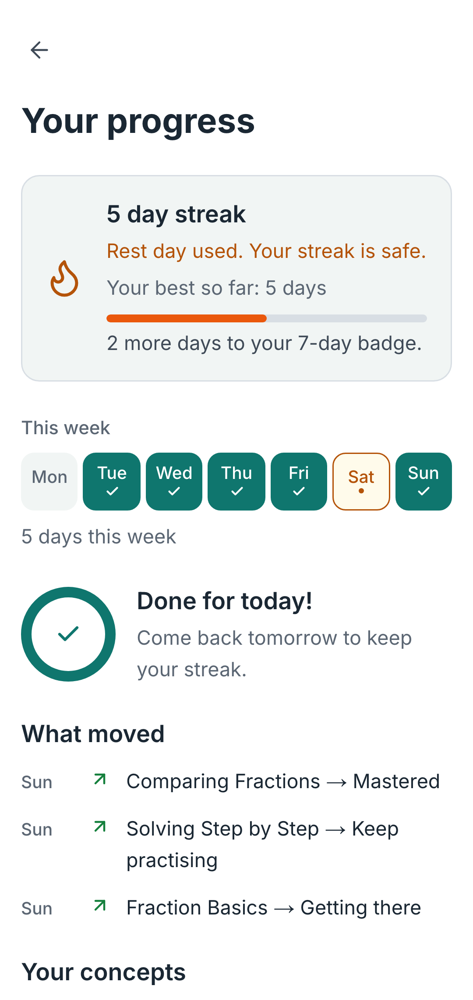 Your progress
5 day streak
Rest day used. Your streak is safe.
Your best so far: 5 days
2 more days to your 7-day badge.
This week
Mon Tue Wed Thu Fri Sat Sun
5 days this week
Done for today!
Come back tomorrow to keep
your streak.
What moved
Sun Comparing Fractions → Mastered
Sun Solving Step by Step → Keep
practising
Sun Fraction Basics → Getting there
Your concepts